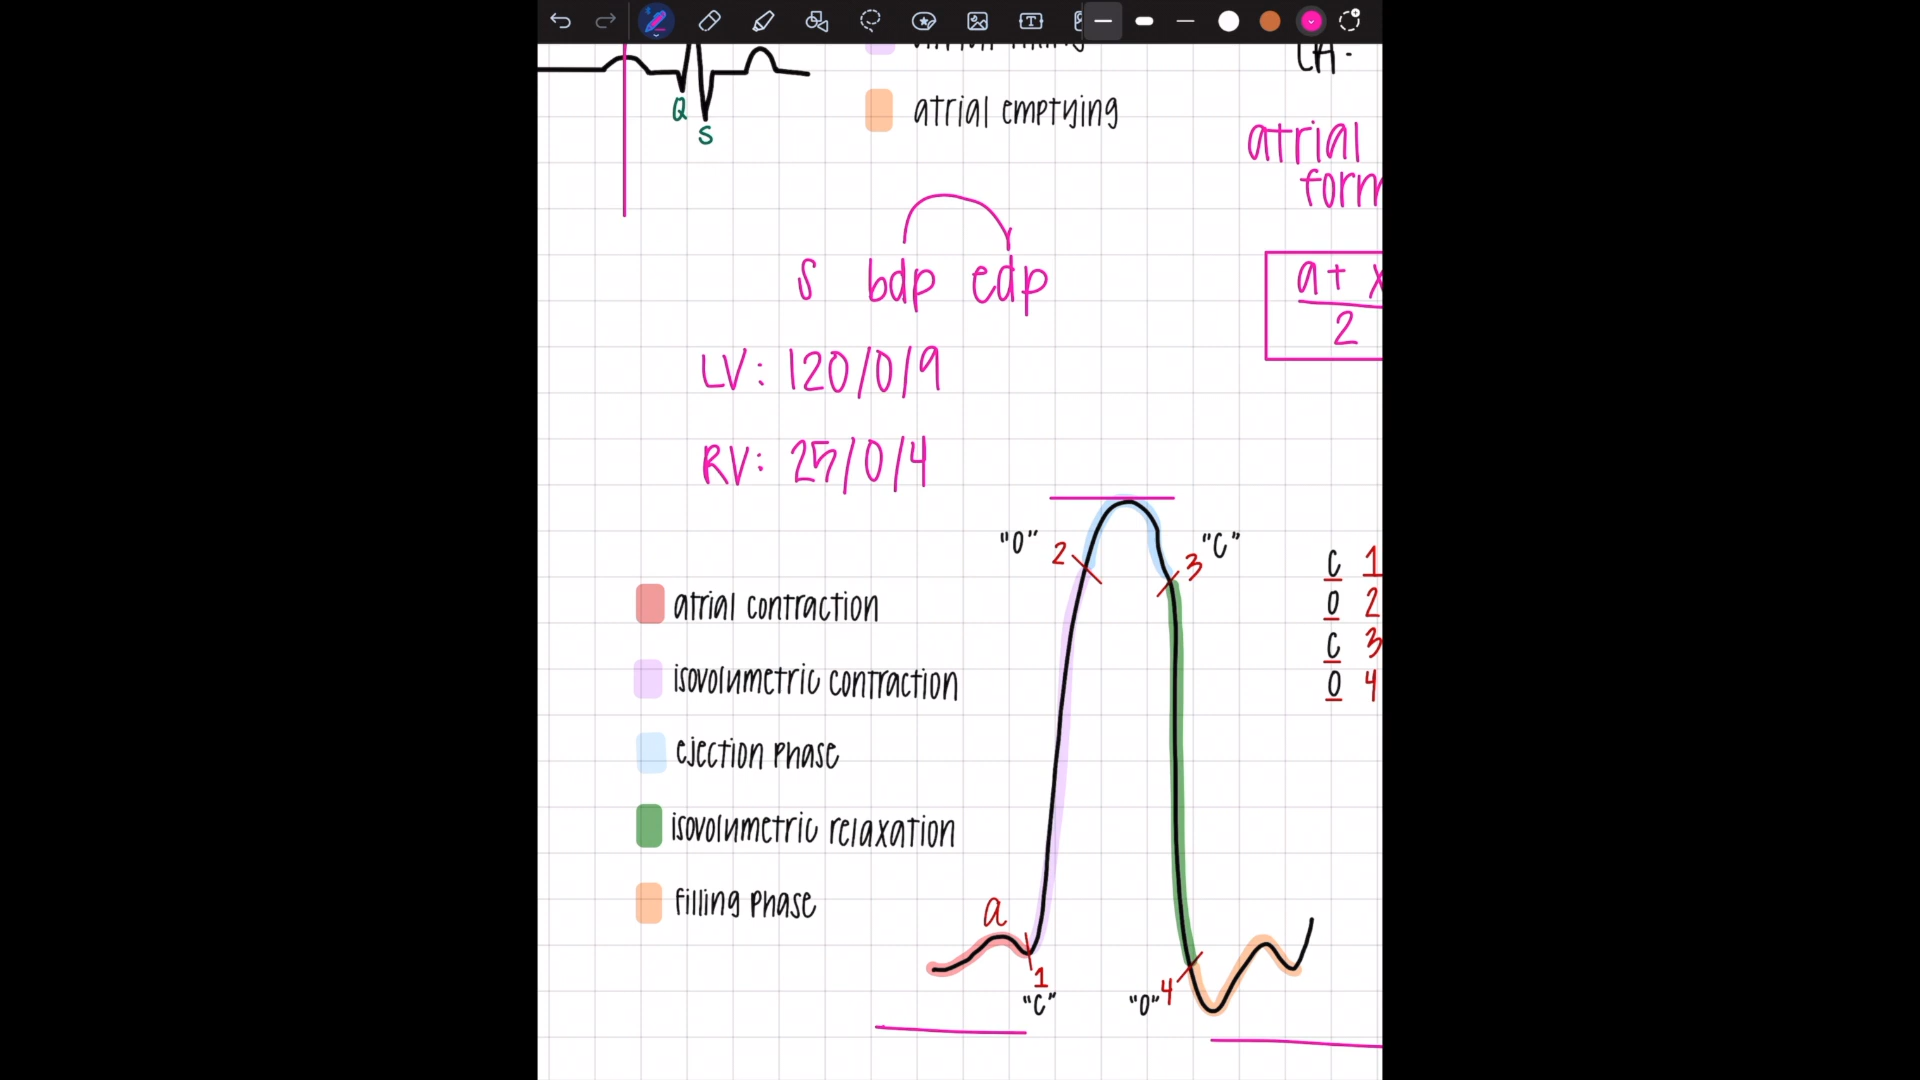 Q
S
atrial emptying
LA-
atrial
form
S bdp edp
a + x
2
LV: 120/0/9
RV: 25/0/4
"O" 2
3 "C"
C 1
O 2
C 3
O 4
atrial contraction
isovolumetric contraction
ejection phase
isovolumetric relaxation
filling phase
a
1
"C"
"O" 4